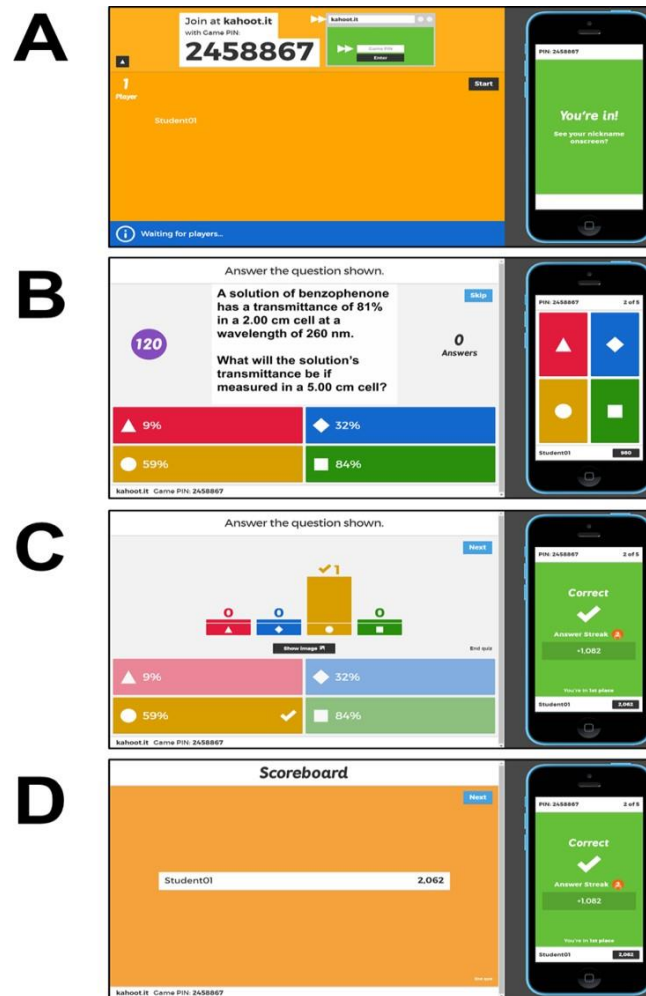 A
Join at kahoot.it
with Game PIN:
2458867
kahoot.it
Game PIN
Enter
1
Player
Start
Student01
Waiting for players...
PIN: 2458867
You're in!
See your nickname
onscreen?
B
Answer the question shown.
Skip
120
A solution of benzophenone
has a transmittance of 81%
in a 2.00 cm cell at a
wavelength of 260 nm.
What will the solution's
transmittance be if
measured in a 5.00 cm cell?
0
Answers
9%
32%
59%
84%
kahoot.it Game PIN: 2458867
PIN: 2458867 2 of 5
Student01 980
C
Answer the question shown.
Next
0 0 1 0
Show image
End quiz
9%
32%
59%
84%
kahoot.it Game PIN: 2458867
PIN: 2458867 2 of 5
Correct
Answer Streak
+1,082
You're in 1st place
Student01 2,062
D
Scoreboard
Next
Student01 2,062
End quiz
kahoot.it Game PIN: 2458867
PIN: 2458867 2 of 5
Correct
Answer Streak
+1,082
You're in 1st place
Student01 2,062